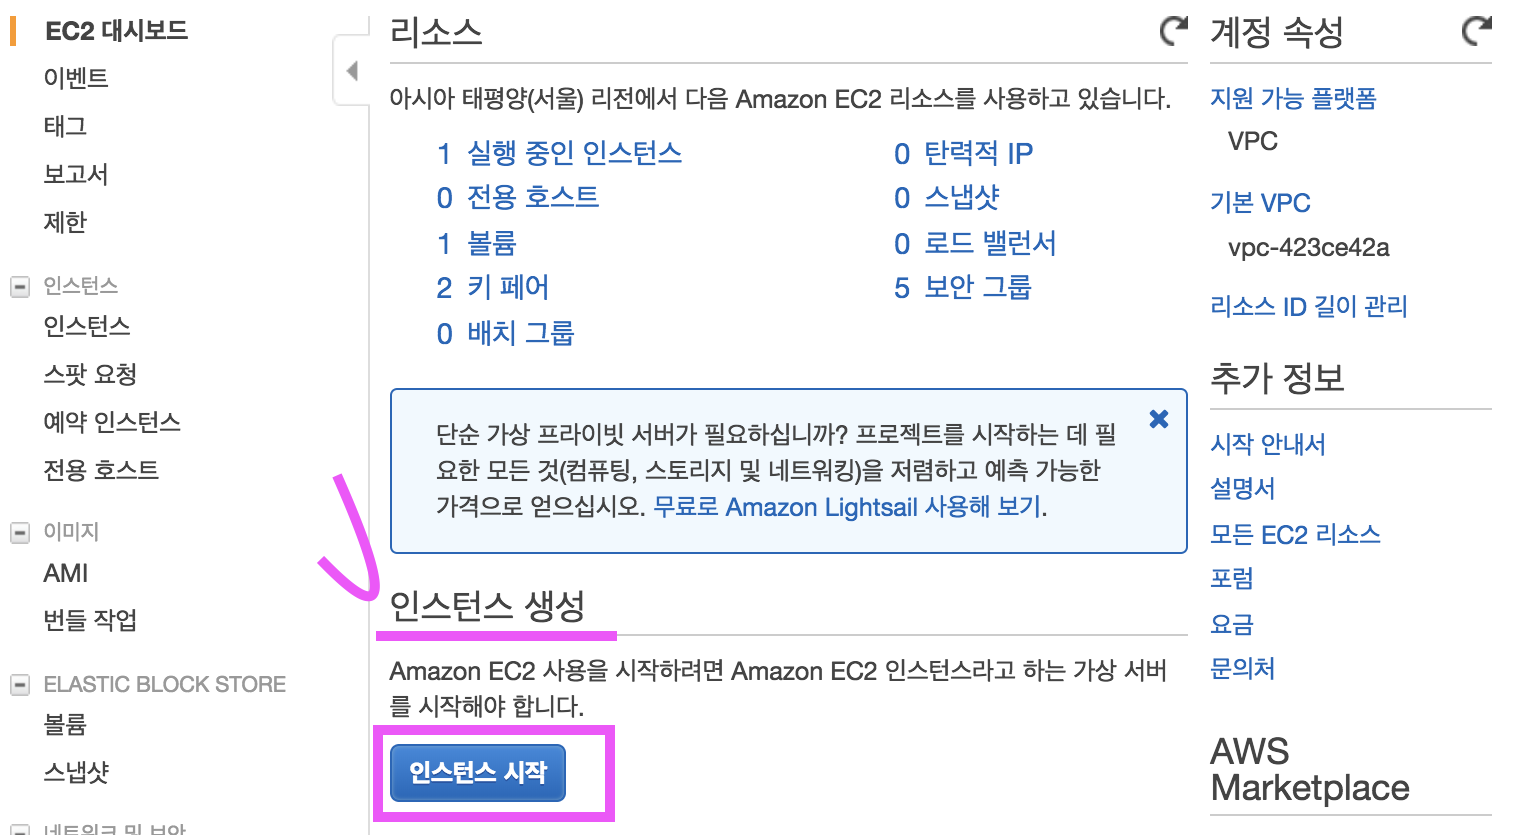 EC2 대시보드
이벤트
태그
보고서
제한
인스턴스
인스턴스
스팟 요청
예약 인스턴스
전용 호스트
이미지
AMI
번들 작업
ELASTIC BLOCK STORE
볼륨
스냅샷
네트워크 및 보안
리소스
아시아 태평양(서울) 리전에서 다음 Amazon EC2 리소스를 사용하고 있습니다.
1 실행 중인 인스턴스
0 탄력적 IP
0 전용 호스트
0 스냅샷
1 볼륨
0 로드 밸런서
2 키 페어
5 보안 그룹
0 배치 그룹
단순 가상 프라이빗 서버가 필요하십니까? 프로젝트를 시작하는 데 필
요한 모든 것(컴퓨팅, 스토리지 및 네트워킹)을 저렴하고 예측 가능한
가격으로 얻으십시오. 무료로 Amazon Lightsail 사용해 보기.
인스턴스 생성
Amazon EC2 사용을 시작하려면 Amazon EC2 인스턴스라고 하는 가상 서버
를 시작해야 합니다.
인스턴스 시작
계정 속성
지원 가능 플랫폼
VPC
기본 VPC
vpc-423ce42a
리소스 ID 길이 관리
추가 정보
시작 안내서
설명서
모든 EC2 리소스
포럼
요금
문의처
AWS
Marketplace